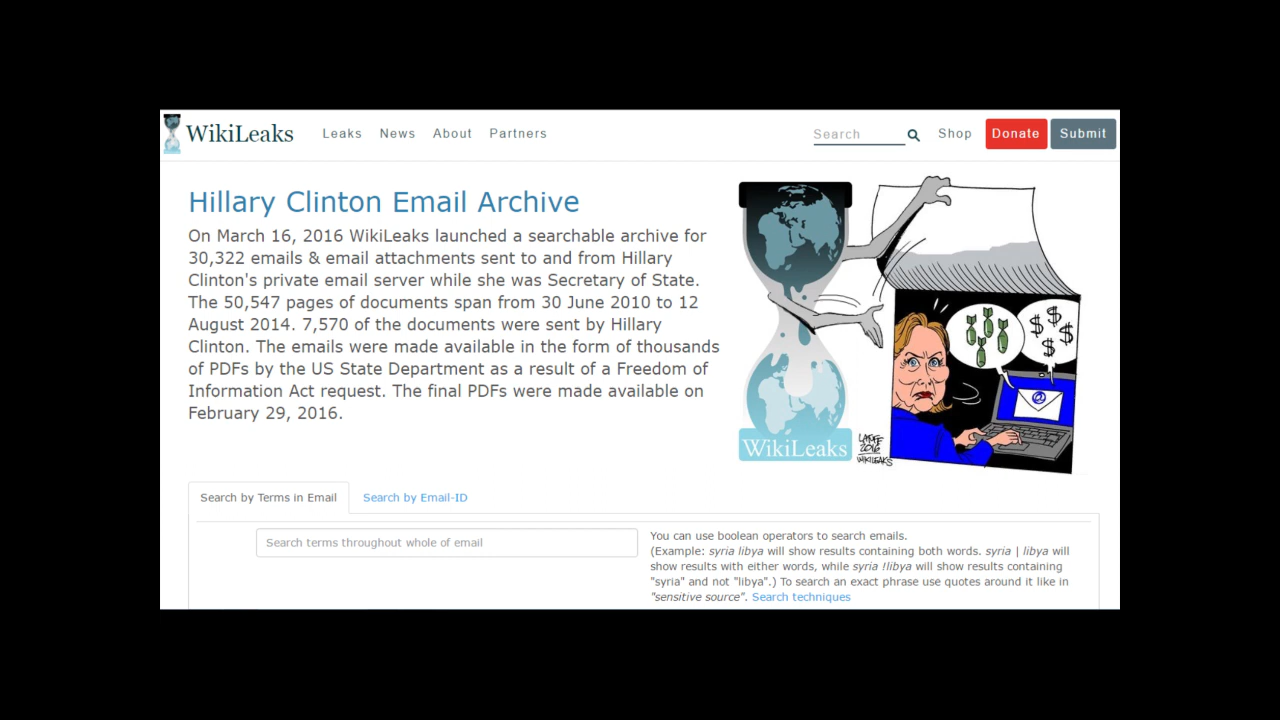 WikiLeaks Leaks News About Partners Search Shop Donate Submit
Hillary Clinton Email Archive
On March 16, 2016 WikiLeaks launched a searchable archive for
30,322 emails & email attachments sent to and from Hillary
Clinton's private email server while she was Secretary of State.
The 50,547 pages of documents span from 30 June 2010 to 12
August 2014. 7,570 of the documents were sent by Hillary
Clinton. The emails were made available in the form of thousands
of PDFs by the US State Department as a result of a Freedom of
Information Act request. The final PDFs were made available on
February 29, 2016.
$ $
$ $
@
WikiLeaks
LATUFF
2016
WIKILEAKS
Search by Terms in Email Search by Email-ID
Search terms throughout whole of email
You can use boolean operators to search emails.
(Example: syria libya will show results containing both words. syria | libya will
show results with either words, while syria !libya will show results containing
"syria" and not "libya".) To search an exact phrase use quotes around it like in
"sensitive source". Search techniques